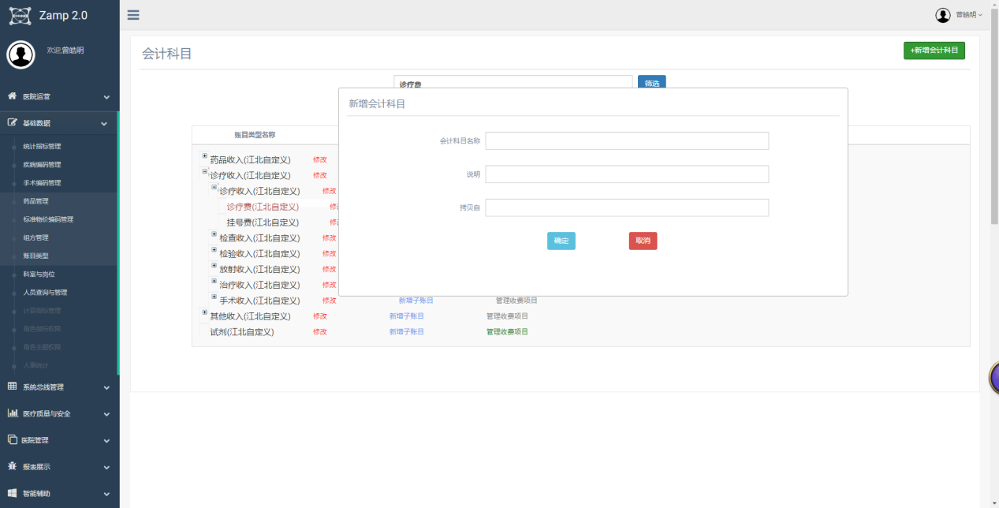 Zamp 2.0
曾皓明
欢迎,曾皓明
会计科目
+新增会计科目
诊疗费
筛选
医院运营
基础数据
统计指标管理
疾病编码管理
手术编码管理
药品管理
标准物价编码管理
组方管理
账目类型
科室与岗位
人员查询与管理
计算指标管理
角色指标权限
角色主题权限
人事统计
系统总线管理
医疗质量与安全
医院管理
报表展示
智能辅助
账目类型名称
药品收入(江北自定义) 修改
诊疗收入(江北自定义) 修改
诊疗收入(江北自定义) 修改
诊疗费(江北自定义) 修改
挂号费(江北自定义) 修改
检查收入(江北自定义) 修改
检验收入(江北自定义) 修改
放射收入(江北自定义) 修改
治疗收入(江北自定义) 修改
手术收入(江北自定义) 修改 新增子账目 管理收费项目
其他收入(江北自定义) 修改 新增子账目 管理收费项目
试剂(江北自定义) 修改 新增子账目 管理收费项目
新增会计科目
会计科目名称
说明
拷贝自
确定 取消